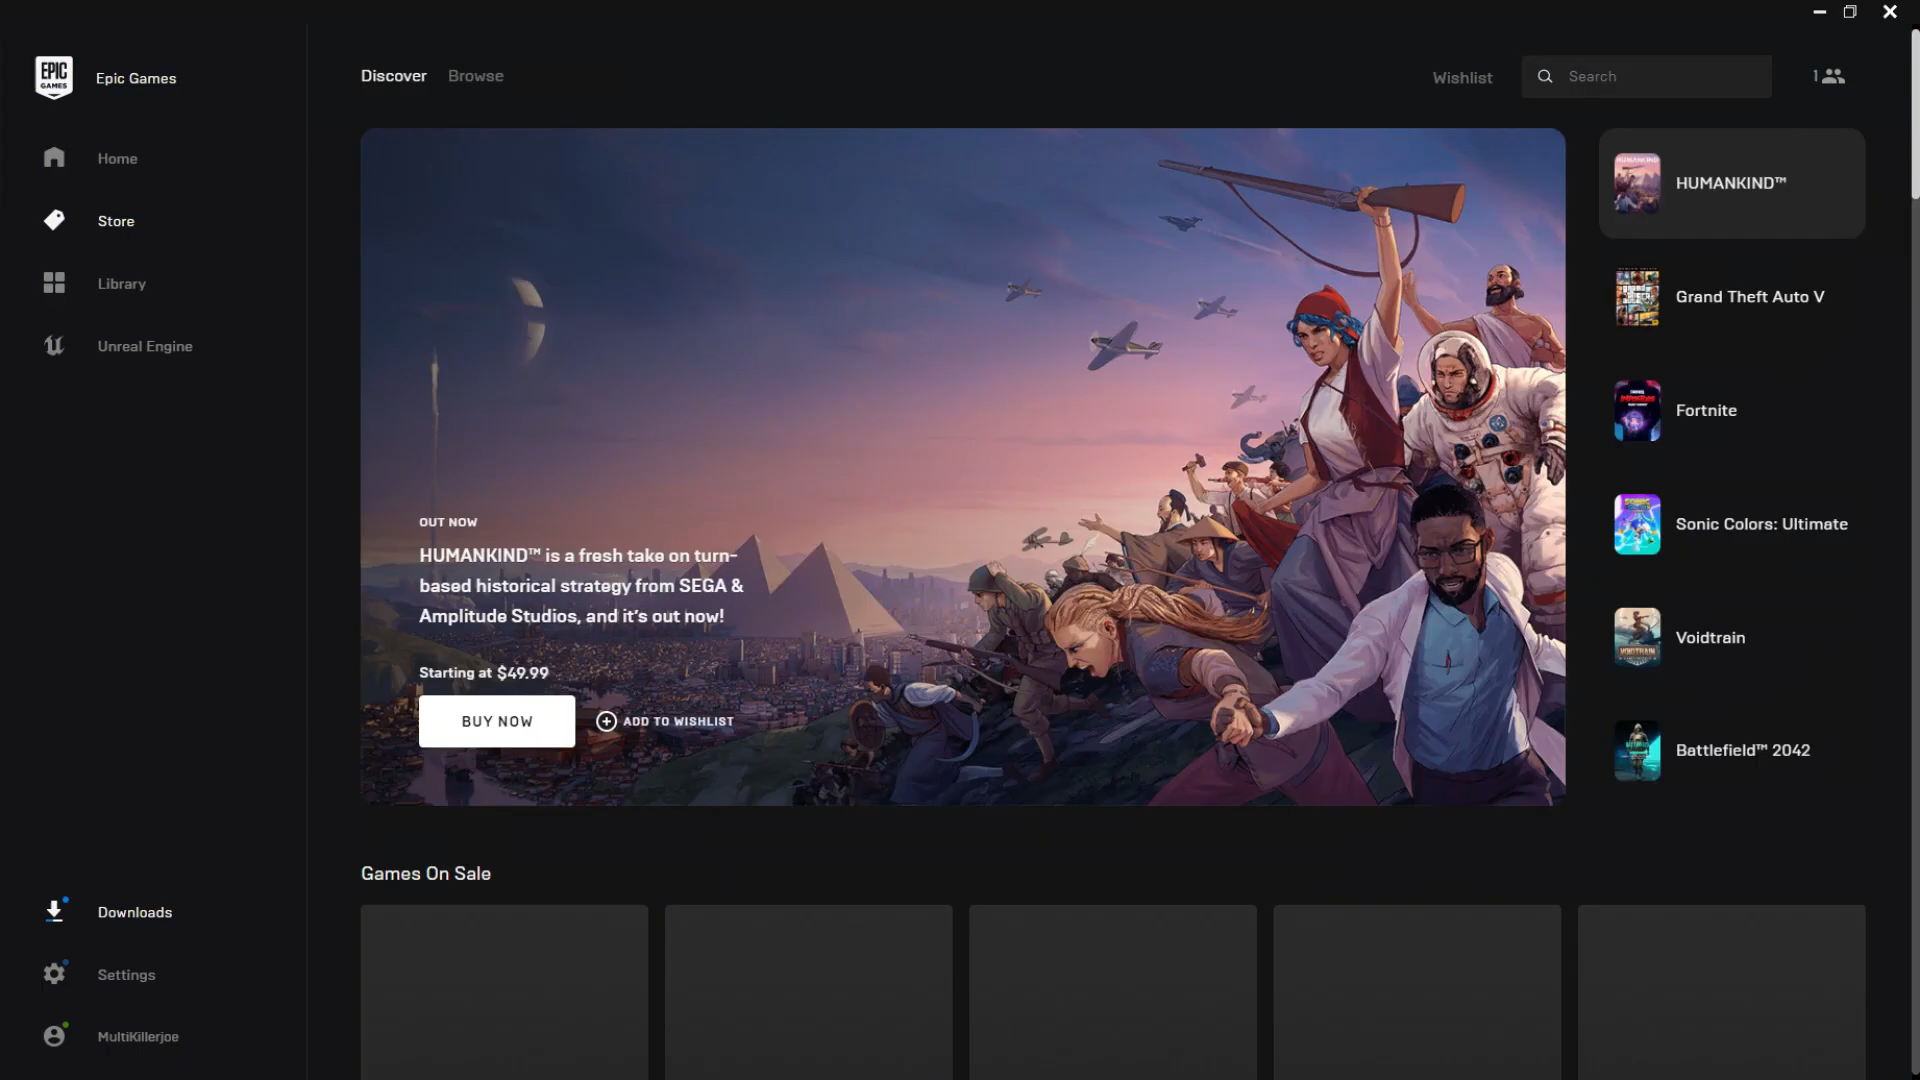 EPIC
GAMES
Epic Games
Home
Store
Library
Unreal Engine
Downloads
Settings
MultiKillerjoe
Discover
Browse
Wishlist
Search
1
OUT NOW
HUMANKIND™ is a fresh take on turn-
based historical strategy from SEGA &
Amplitude Studios, and it’s out now!
Starting at $49.99
BUY NOW
ADD TO WISHLIST
HUMANKIND
HUMANKIND™
Grand Theft Auto V
Fortnite
Sonic Colors: Ultimate
VOIDTRAIN
Voidtrain
Battlefield™ 2042
Games On Sale